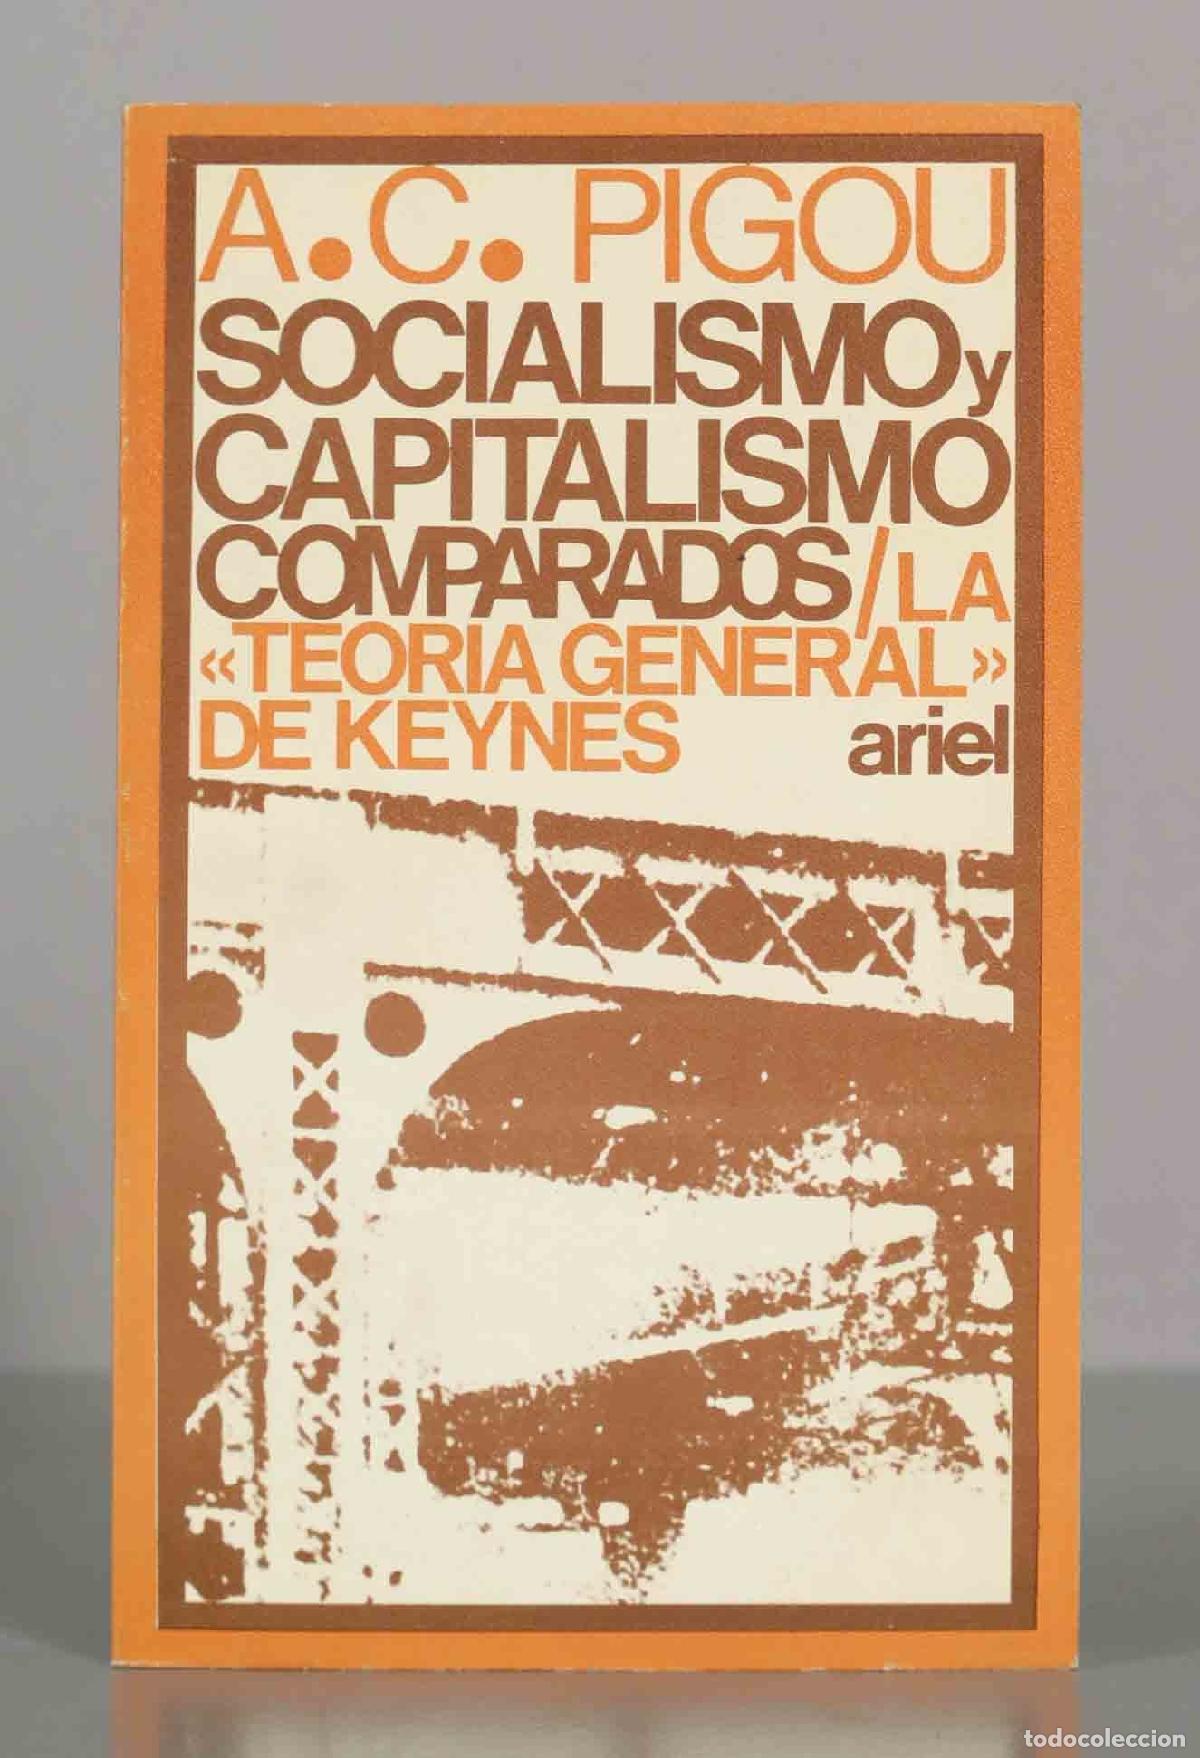 A. C. PIGOU
SOCIALISMO y
CAPITALISMO
COMPARADOS / LA
«TEORIA GENERAL»
DE KEYNES ariel
todocoleccion